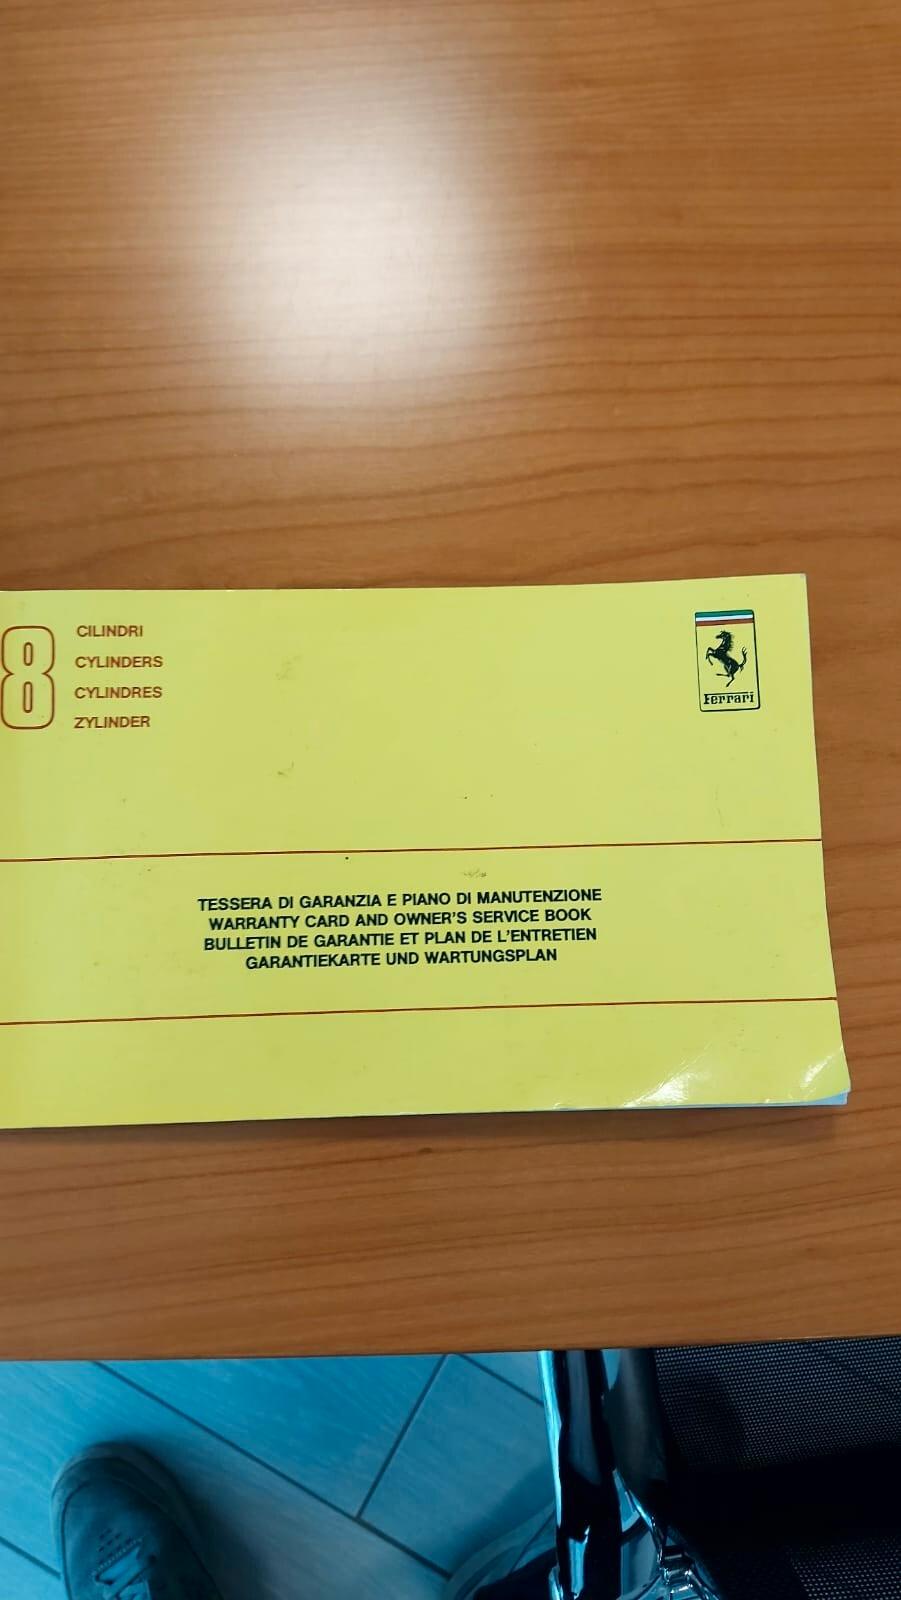 8
CILINDRI
CYLINDERS
CYLINDRES
ZYLINDER
Ferrari
TESSERA DI GARANZIA E PIANO DI MANUTENZIONE
WARRANTY CARD AND OWNER'S SERVICE BOOK
BULLETIN DE GARANTIE ET PLAN DE L'ENTRETIEN
GARANTIEKARTE UND WARTUNGSPLAN